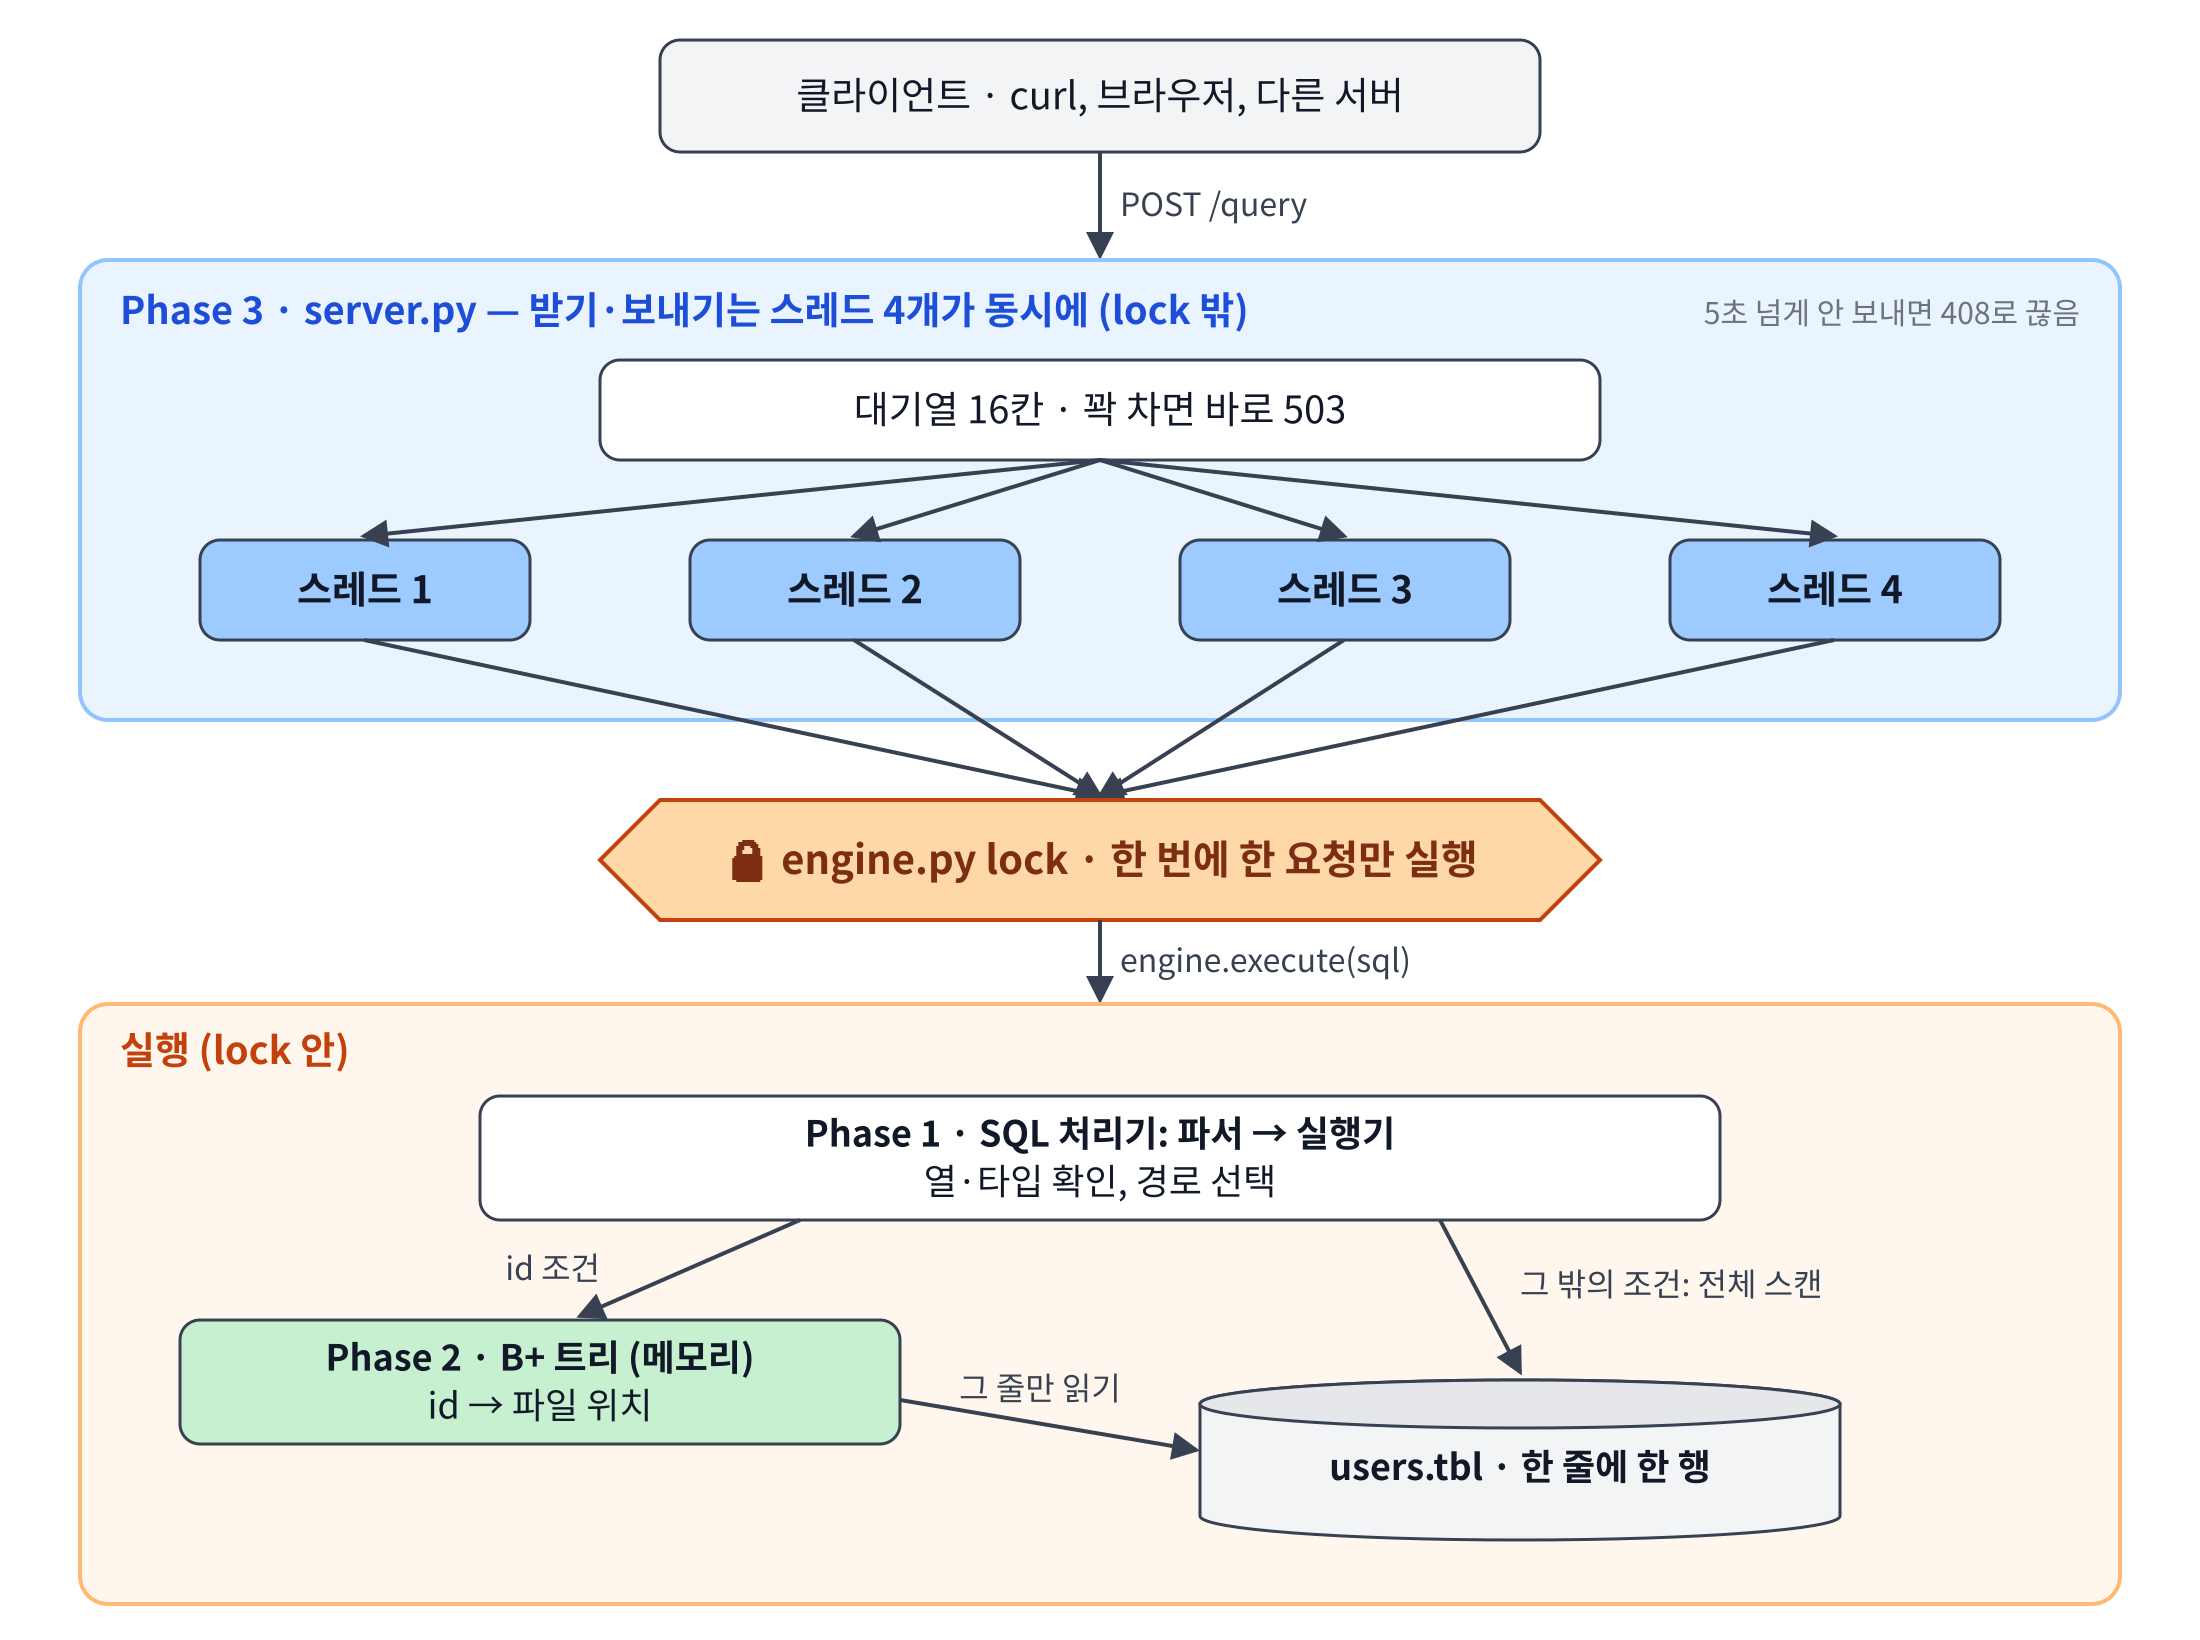 클라이언트 · curl, 브라우저, 다른 서버
POST /query
Phase 3 · server.py — 받기·보내기는 스레드 4개가 동시에 (lock 밖)
5초 넘게 안 보내면 408로 끊음
대기열 16칸 · 꽉 차면 바로 503
스레드 1
스레드 2
스레드 3
스레드 4
🔒 engine.py lock · 한 번에 한 요청만 실행
engine.execute(sql)
실행 (lock 안)
Phase 1 · SQL 처리기: 파서 → 실행기
열·타입 확인, 경로 선택
id 조건
그 밖의 조건: 전체 스캔
Phase 2 · B+ 트리 (메모리)
id → 파일 위치
그 줄만 읽기
users.tbl · 한 줄에 한 행